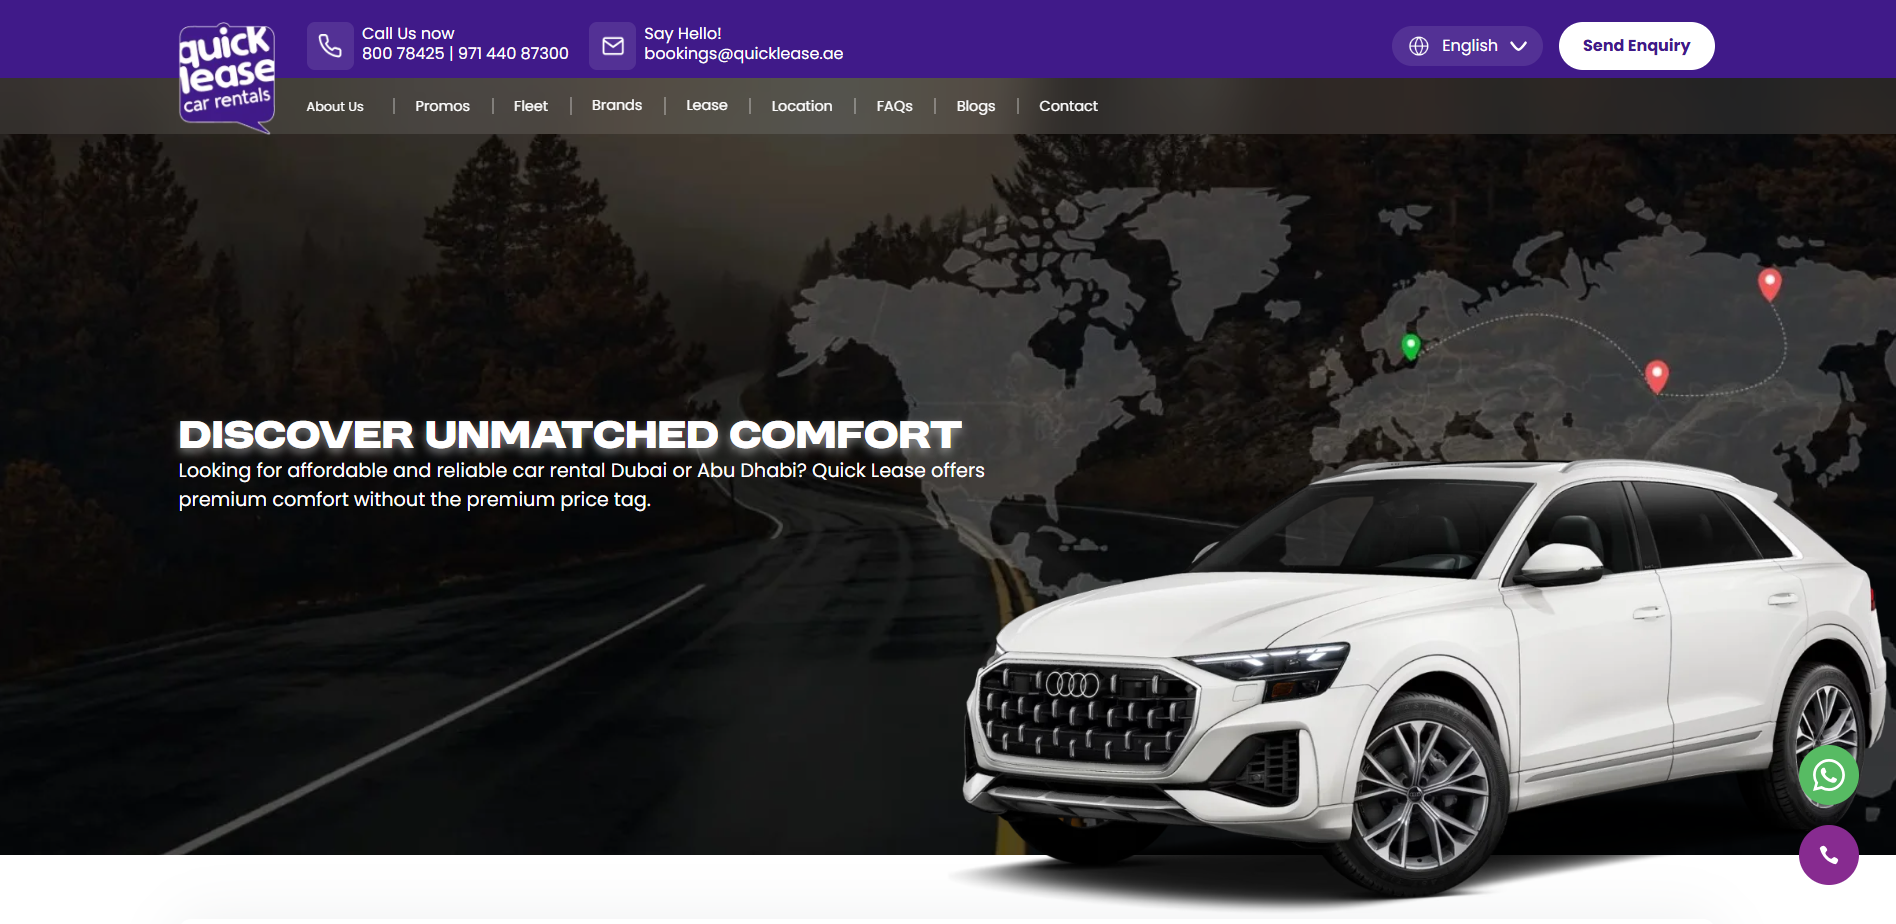 quick
lease
car rentals
Call Us now
800 78425 | 971 440 87300
Say Hello!
bookings@quicklease.ae
English
Send Enquiry
About Us | Promos | Fleet | Brands | Lease | Location | FAQs | Blogs | Contact
DISCOVER UNMATCHED COMFORT
Looking for affordable and reliable car rental Dubai or Abu Dhabi? Quick Lease offers
premium comfort without the premium price tag.